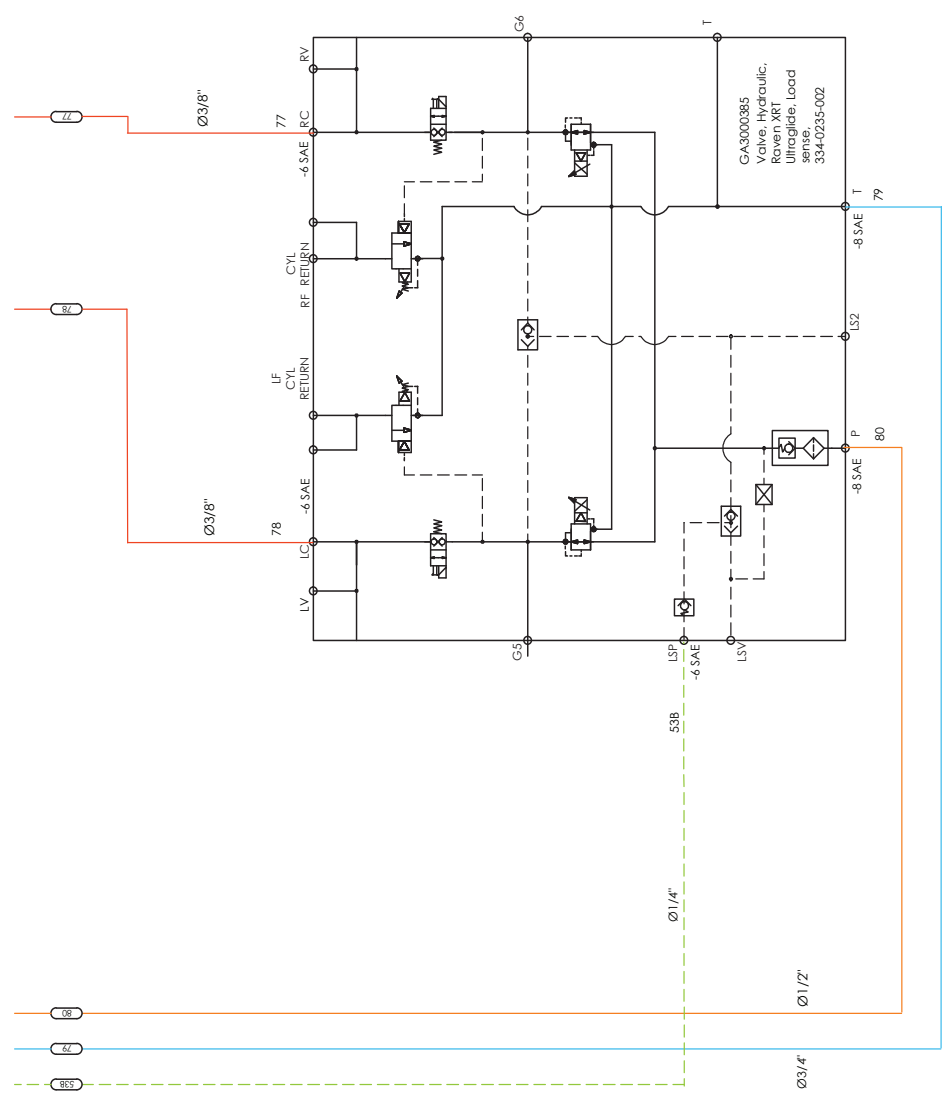 77
Ø3/8"
77
RV
RC
-6 SAE
G6
T
GA3000385
Valve, Hydraulic,
Raven XRT
Ultraglide, Load
sense,
334-0235-002
CYL
RF RETURN
T
79
-8 SAE
78
LF
CYL
RETURN
LS2
P
80
-8 SAE
Ø3/8"
78
-6 SAE
LC
LV
G5
LSP
-6 SAE
LSV
53B
Ø1/4"
Ø1/2"
Ø3/4"
80
79
53B